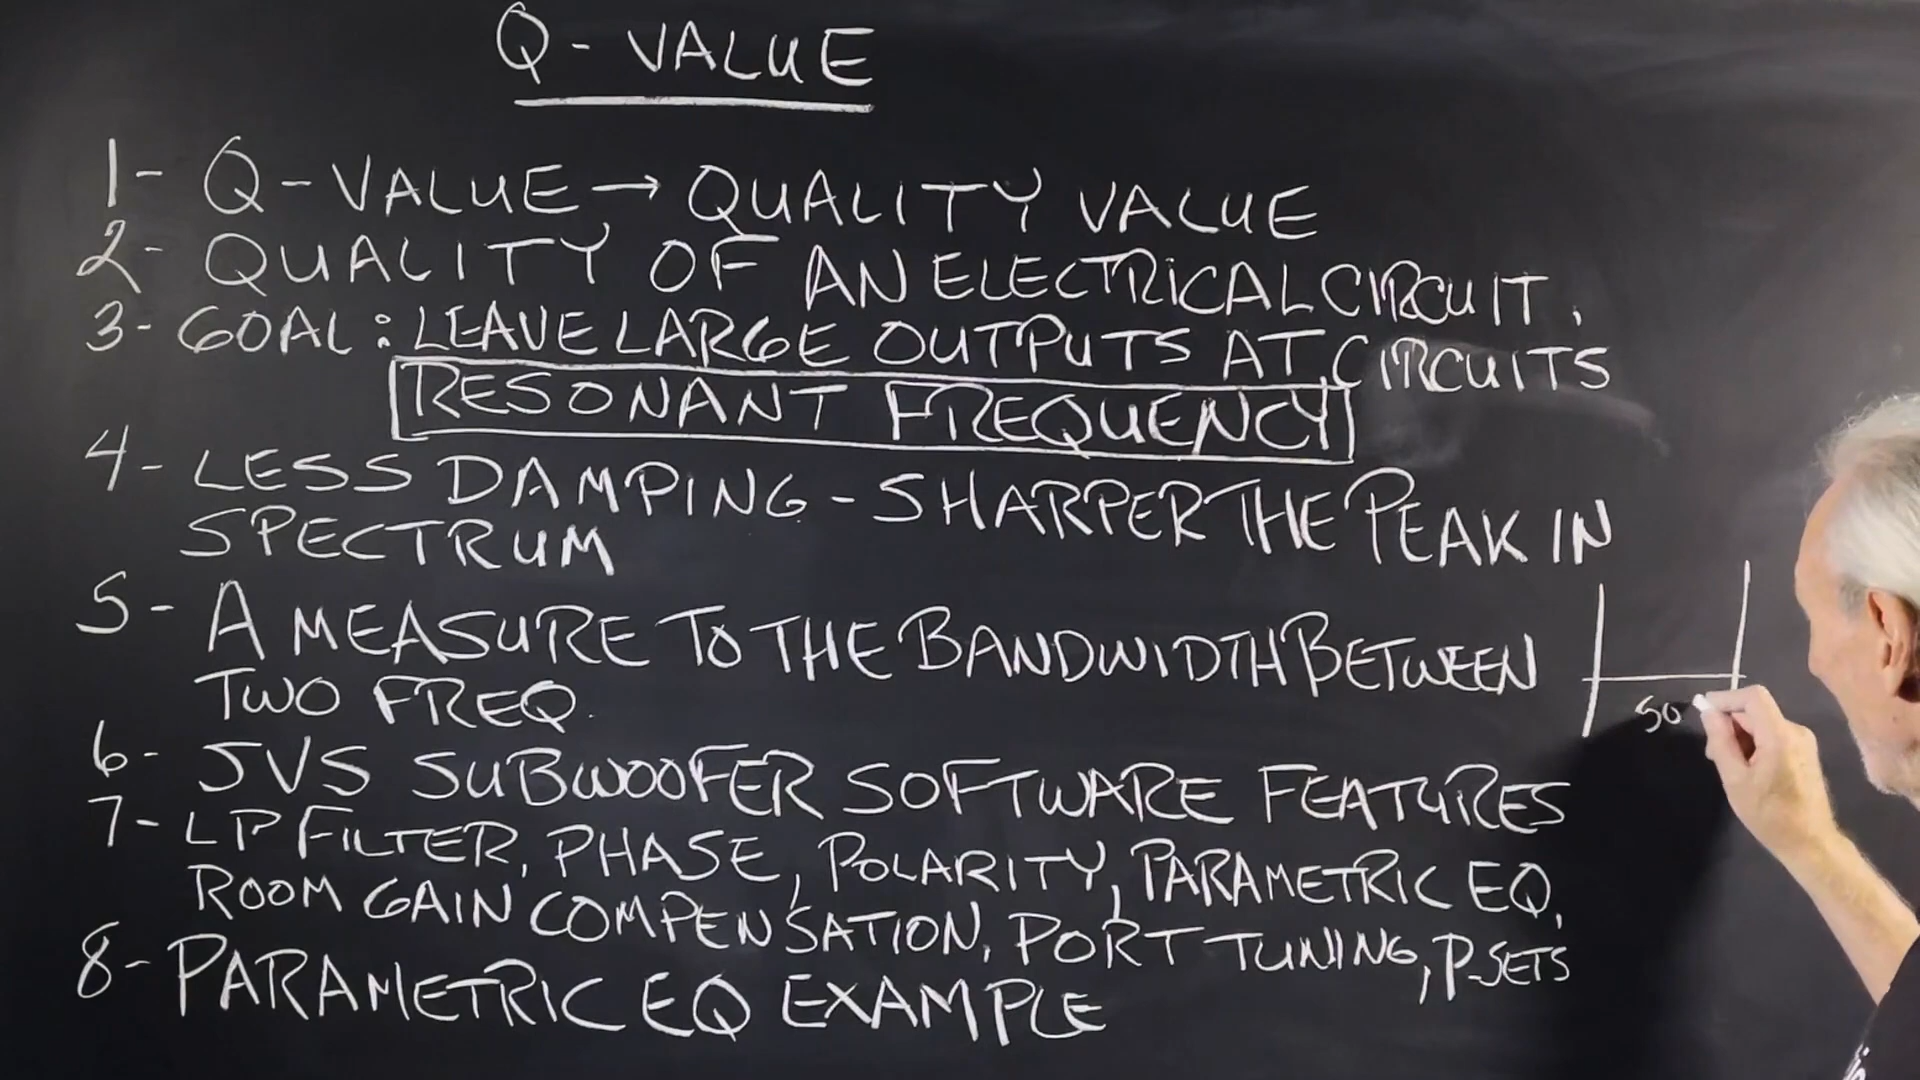 Q - VALUE
1- Q-VALUE → QUALITY VALUE
2- QUALITY OF AN ELECTRICAL CIRCUIT.
3- GOAL: LEAVE LARGE OUTPUTS AT CIRCUITS
RESONANT FREQUENCY
4- LESS DAMPING - SHARPER THE PEAK IN
SPECTRUM
5- A MEASURE TO THE BANDWIDTH BETWEEN
TWO FREQ.
50
6- SVS SUBWOOFER SOFTWARE FEATURES
7- LP FILTER, PHASE, POLARITY, PARAMETRIC EQ,
ROOM GAIN COMPENSATION, PORT TUNING, P-SETS
8- PARAMETRIC EQ EXAMPLE